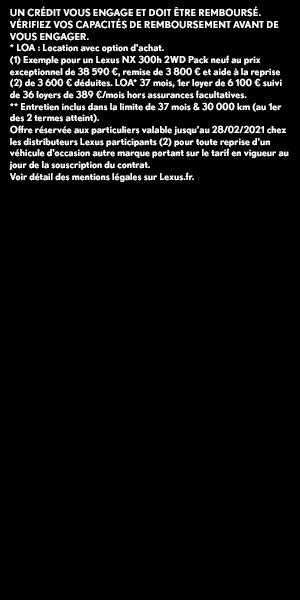 UN CRÉDIT VOUS ENGAGE ET DOIT ÊTRE REMBOURSÉ.
VÉRIFIEZ VOS CAPACITÉS DE REMBOURSEMENT AVANT DE
VOUS ENGAGER.
* LOA : Location avec option d'achat.
(1) Exemple pour un Lexus NX 300h 2WD Pack neuf au prix
exceptionnel de 38 590 €, remise de 3 800 € et aide à la reprise
(2) de 3 600 € déduites. LOA* 37 mois, 1er loyer de 6 100 € suivi
de 36 loyers de 389 €/mois hors assurances facultatives.
** Entretien inclus dans la limite de 37 mois & 30 000 km (au 1er
des 2 termes atteint).
Offre réservée aux particuliers valable jusqu'au 28/02/2021 chez
les distributeurs Lexus participants (2) pour toute reprise d'un
véhicule d'occasion autre marque portant sur le tarif en vigueur au
jour de la souscription du contrat.
Voir détail des mentions légales sur Lexus.fr.